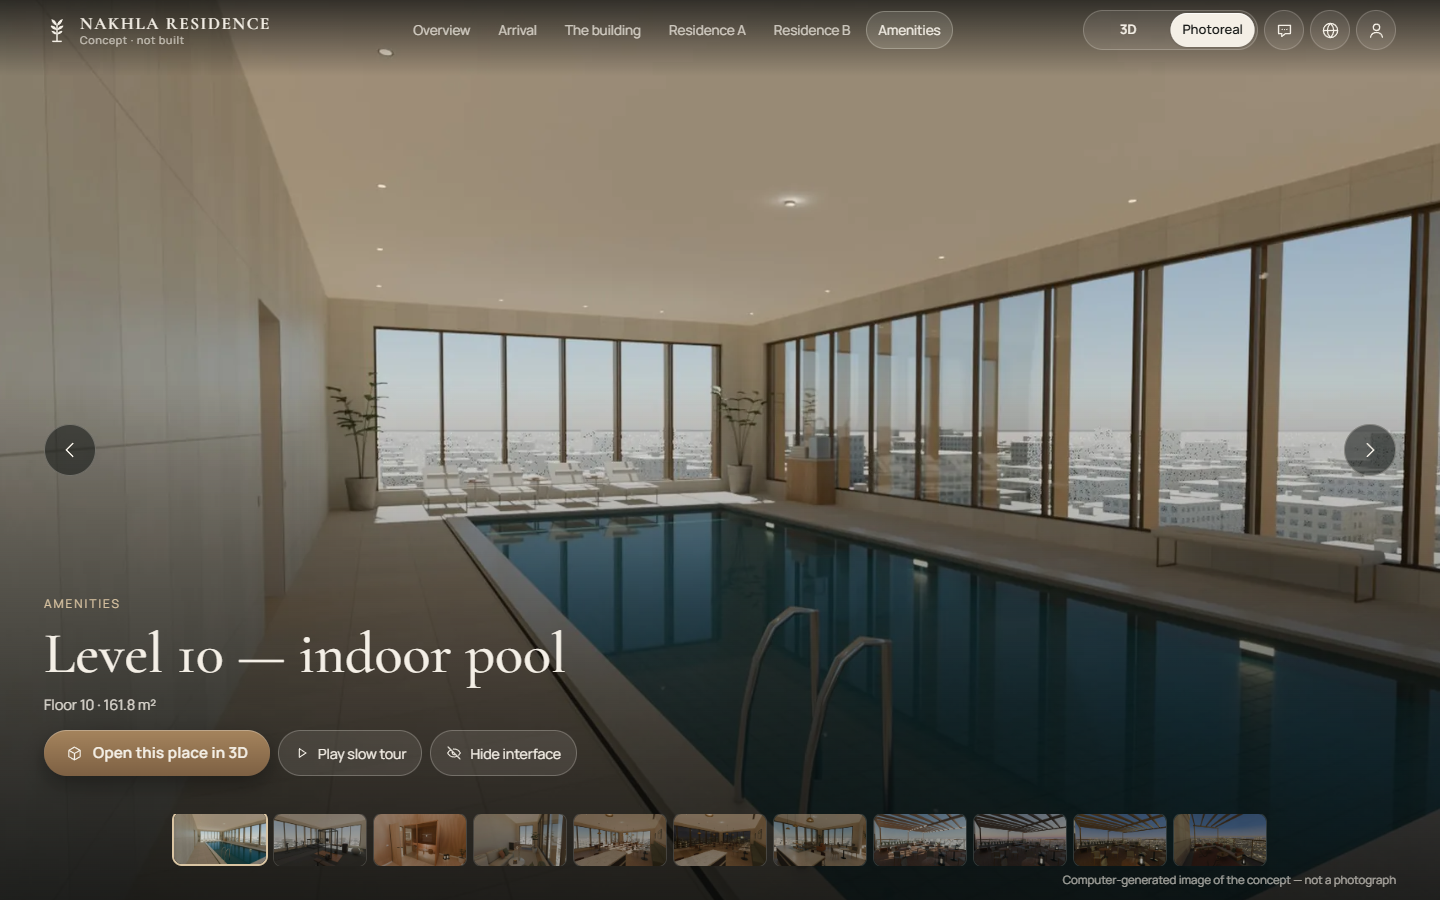 NAKHLA RESIDENCE
Concept · not built
Overview
Arrival
The building
Residence A
Residence B
Amenities
3D
Photoreal
AMENITIES
Level 10 — indoor pool
Floor 10 · 161.8 m²
Open this place in 3D
Play slow tour
Hide interface
Computer-generated image of the concept — not a photograph